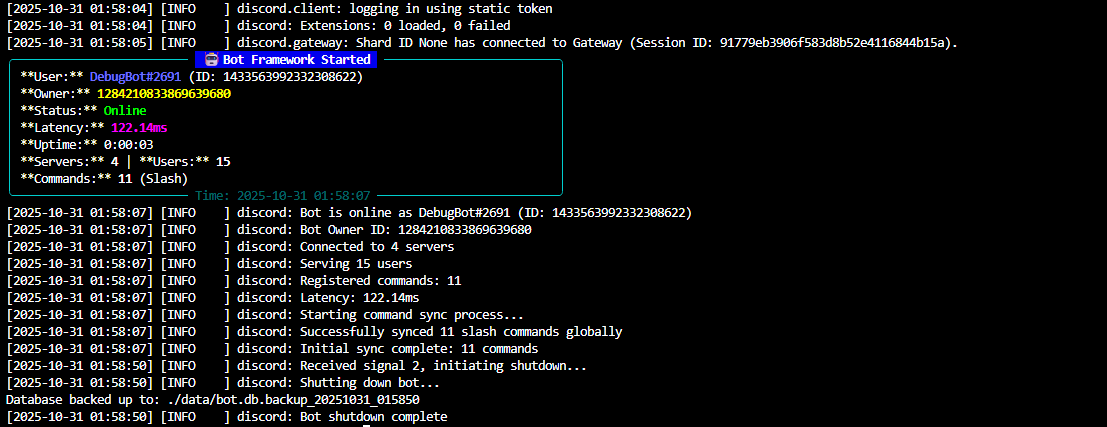 [2025-10-31 01:58:04] [INFO    ] discord.client: logging in using static token
[2025-10-31 01:58:04] [INFO    ] discord: Extensions: 0 loaded, 0 failed
[2025-10-31 01:58:05] [INFO    ] discord.gateway: Shard ID None has connected to Gateway (Session ID: 91779eb3906f583d8b52e4116844b15a).
🤖 Bot Framework Started
**User:** DebugBot#2691 (ID: 1433563992332308622)
**Owner:** 1284210833869639680
**Status:** Online
**Latency:** 122.14ms
**Uptime:** 0:00:03
**Servers:** 4 | **Users:** 15
**Commands:** 11 (Slash)
Time: 2025-10-31 01:58:07
[2025-10-31 01:58:07] [INFO    ] discord: Bot is online as DebugBot#2691 (ID: 1433563992332308622)
[2025-10-31 01:58:07] [INFO    ] discord: Bot Owner ID: 1284210833869639680
[2025-10-31 01:58:07] [INFO    ] discord: Connected to 4 servers
[2025-10-31 01:58:07] [INFO    ] discord: Serving 15 users
[2025-10-31 01:58:07] [INFO    ] discord: Registered commands: 11
[2025-10-31 01:58:07] [INFO    ] discord: Latency: 122.14ms
[2025-10-31 01:58:07] [INFO    ] discord: Starting command sync process...
[2025-10-31 01:58:07] [INFO    ] discord: Successfully synced 11 slash commands globally
[2025-10-31 01:58:07] [INFO    ] discord: Initial sync complete: 11 commands
[2025-10-31 01:58:50] [INFO    ] discord: Received signal 2, initiating shutdown...
[2025-10-31 01:58:50] [INFO    ] discord: Shutting down bot...
Database backed up to: ./data/bot.db.backup_20251031_015850
[2025-10-31 01:58:50] [INFO    ] discord: Bot shutdown complete